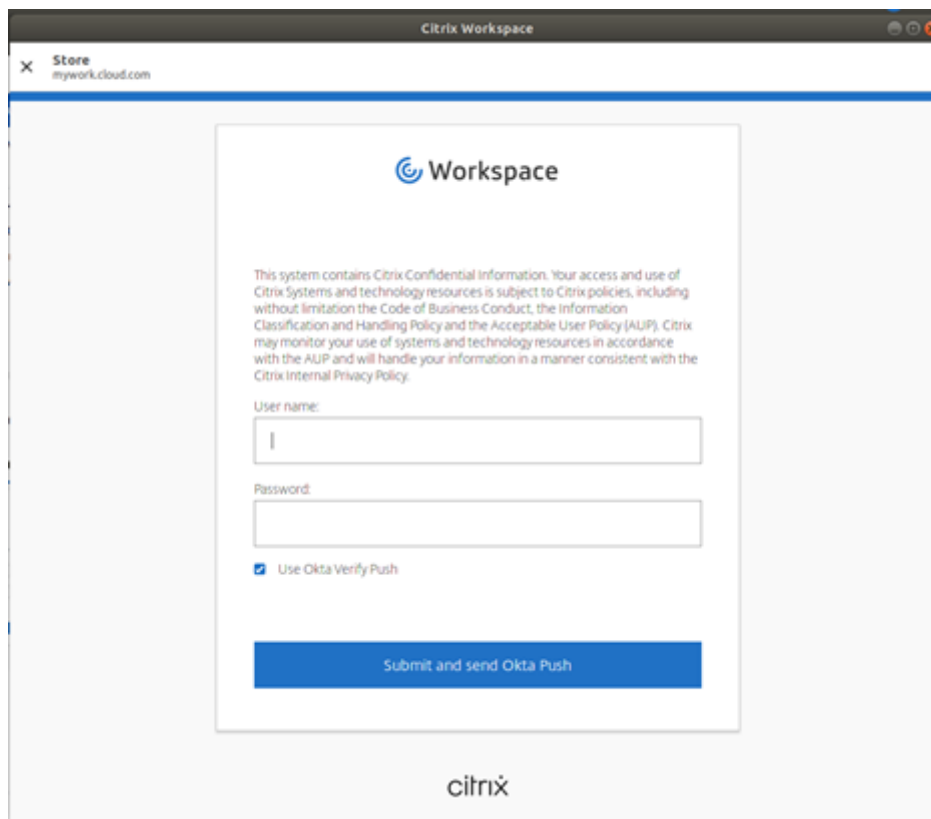 Citrix Workspace
Store
mywork.cloud.com
Workspace
This system contains Citrix Confidential Information. Your access and use of
Citrix Systems and technology resources is subject to Citrix policies, including
without limitation the Code of Business Conduct, the Information
Classification and Handling Policy and the Acceptable User Policy (AUP). Citrix
may monitor your use of systems and technology resources in accordance
with the AUP and will handle your information in a manner consistent with the
Citrix Internal Privacy Policy.
User name:
Password:
Use Okta Verify Push
Submit and send Okta Push
citrix